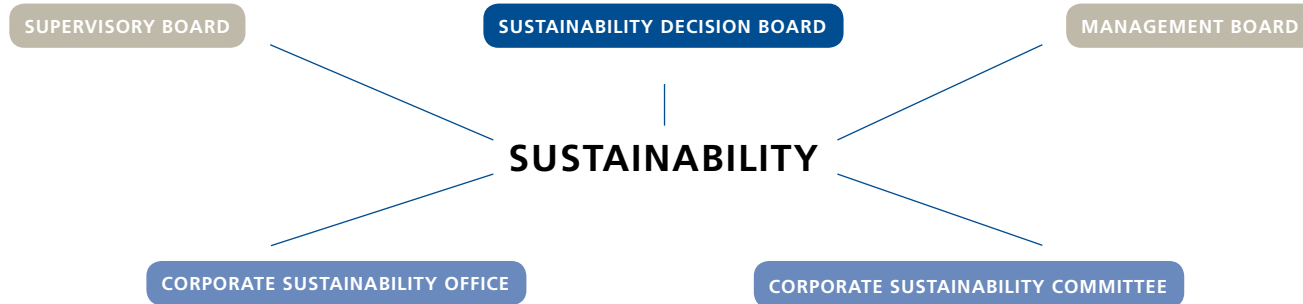 SUPERVISORY BOARD
SUSTAINABILITY DECISION BOARD
MANAGEMENT BOARD
SUSTAINABILITY
CORPORATE SUSTAINABILITY OFFICE
CORPORATE SUSTAINABILITY COMMITTEE